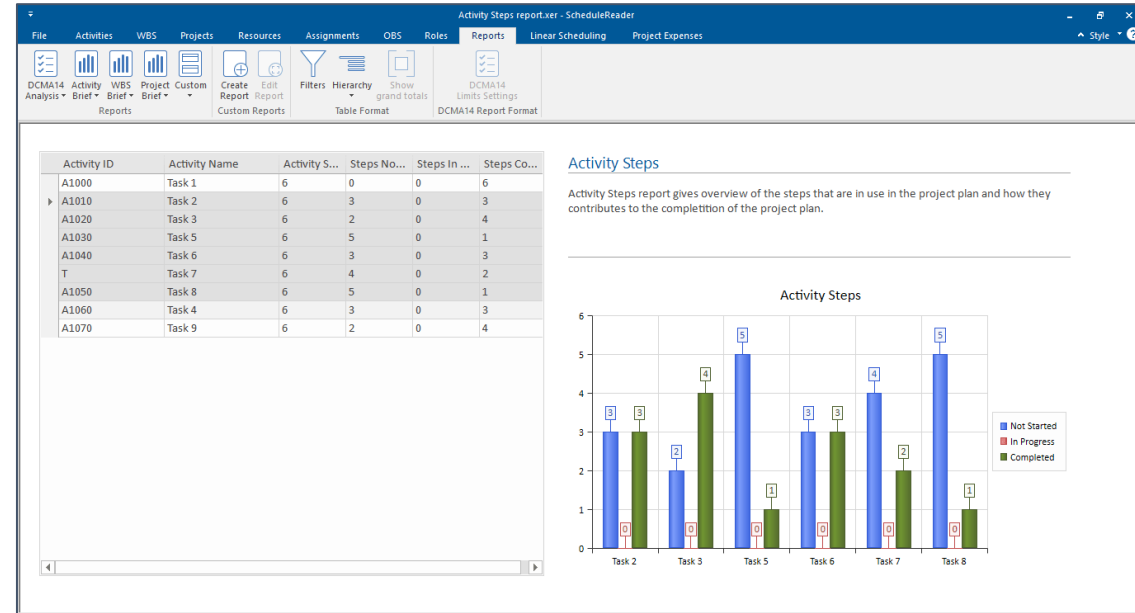 Activity Steps report.xer - ScheduleReader
File Activities WBS Projects Resources Assignments OBS Roles Reports Linear Scheduling Project Expenses Style ?
DCMA14 Activity WBS Project Custom Create Edit Filters Hierarchy Show DCMA14
Analysis Brief Brief Brief Report Report grand totals Limits Settings
Reports Custom Reports Table Format DCMA14 Report Format
Activity ID Activity Name Activity S... Steps No... Steps In ... Steps Co...
A1000 Task 1 6 0 0 6
A1010 Task 2 6 3 0 3
A1020 Task 3 6 2 0 4
A1030 Task 5 6 5 0 1
A1040 Task 6 6 3 0 3
T Task 7 6 4 0 2
A1050 Task 8 6 5 0 1
A1060 Task 4 6 3 0 3
A1070 Task 9 6 2 0 4
Activity Steps
Activity Steps report gives overview of the steps that are in use in the project plan and how they
contributes to the completition of the project plan.
Activity Steps
6
5
4
3
2
1
0
3 0 3
2 0 4
5 0 1
3 0 3
4 0 2
5 0 1
Task 2 Task 3 Task 5 Task 6 Task 7 Task 8
Not Started
In Progress
Completed